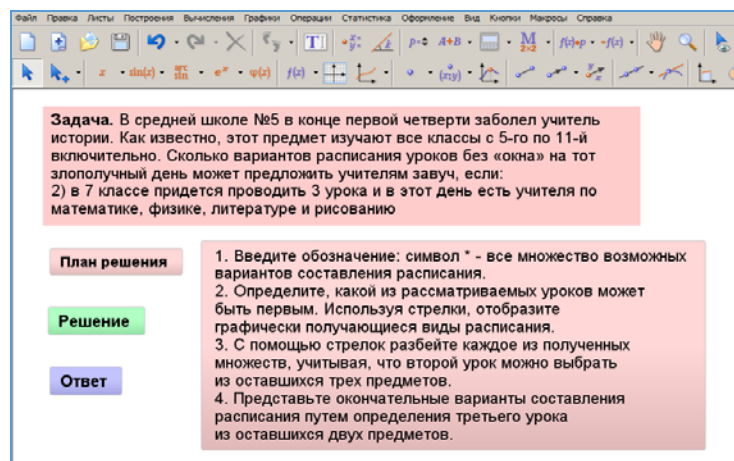 Файл Правка Листы Построения Вычисления Графики Операции Статистика Оформление Вид Кнопки Макросы Справка
Задача. В средней школе №5 в конце первой четверти заболел учитель
истории. Как известно, этот предмет изучают все классы с 5-го по 11-й
включительно. Сколько вариантов расписания уроков без «окна» на тот
злополучный день может предложить учителям завуч, если:
2) в 7 классе придется проводить 3 урока и в этот день есть учителя по
математике, физике, литературе и рисованию
План решения
Решение
Ответ
1. Введите обозначение: символ * - все множество возможных
вариантов составления расписания.
2. Определите, какой из рассматриваемых уроков может
быть первым. Используя стрелки, отобразите
графически получающиеся виды расписания.
3. С помощью стрелок разбейте каждое из полученных
множеств, учитывая, что второй урок можно выбрать
из оставшихся трех предметов.
4. Представьте окончательные варианты составления
расписания путем определения третьего урока
из оставшихся двух предметов.